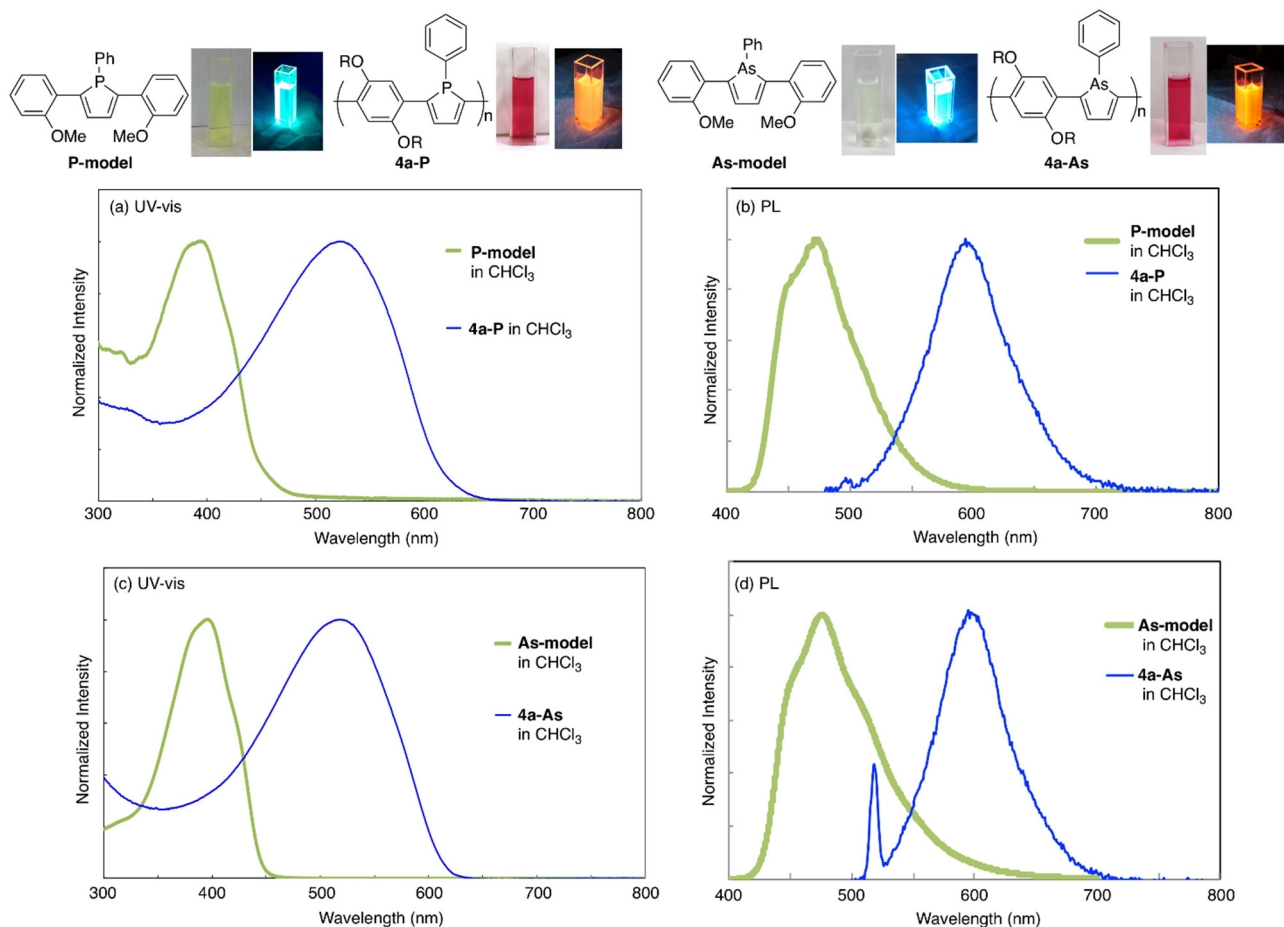 Ph
P
OMe
MeO
P-model
RO
P
OR
n
4a-P
Ph
As
OMe
MeO
As-model
RO
As
OR
n
4a-As
(a) UV-vis
P-model
in CHCl3
4a-P in CHCl3
Normalized Intensity
300 400 500 600 700 800
Wavelength (nm)
(b) PL
P-model
in CHCl3
4a-P
in CHCl3
Normalized Intensity
400 500 600 700 800
Wavelength (nm)
(c) UV-vis
As-model
in CHCl3
4a-As
in CHCl3
Normalized Intensity
300 400 500 600 700 800
Wavelength (nm)
(d) PL
As-model
in CHCl3
4a-As
in CHCl3
Normalized Intensity
400 500 600 700 800
Wavelength (nm)